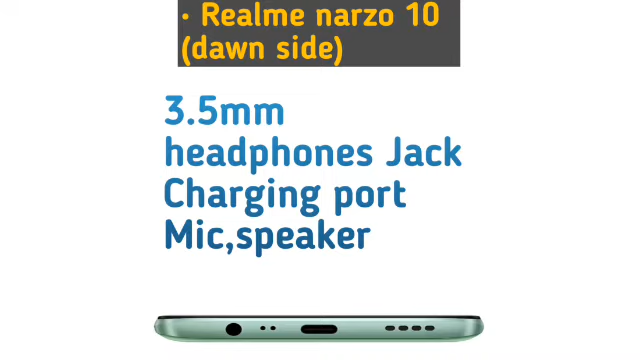 · Realme narzo 10
(dawn side)
3.5mm
headphones Jack
Charging port
Mic,speaker